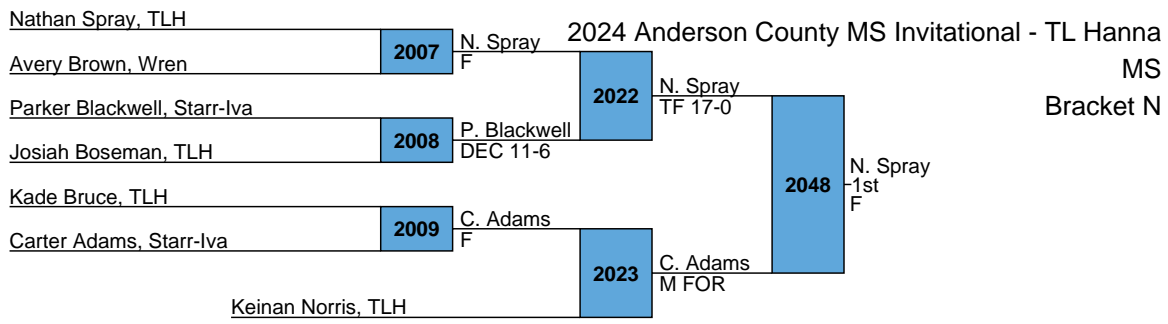 2024 Anderson County MS Invitational - TL Hanna
MS
Bracket N
Nathan Spray, TLH
2007
N. Spray
F
Avery Brown, Wren
2022
N. Spray
TF 17-0
Parker Blackwell, Starr-Iva
2008
P. Blackwell
DEC 11-6
Josiah Boseman, TLH
2048
N. Spray
1st
F
Kade Bruce, TLH
2009
C. Adams
F
Carter Adams, Starr-Iva
2023
C. Adams
M FOR
Keinan Norris, TLH